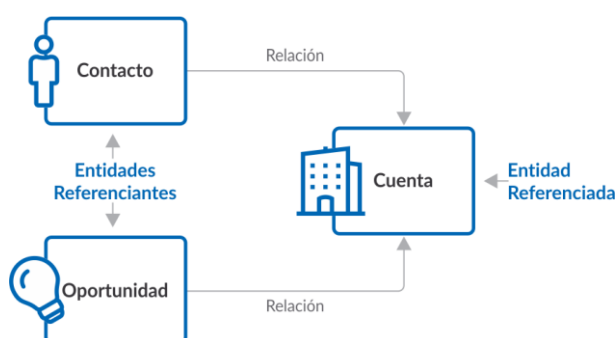 Contacto
Relación
Entidades
Referenciantes
Cuenta
Entidad
Referenciada
Oportunidad
Relación